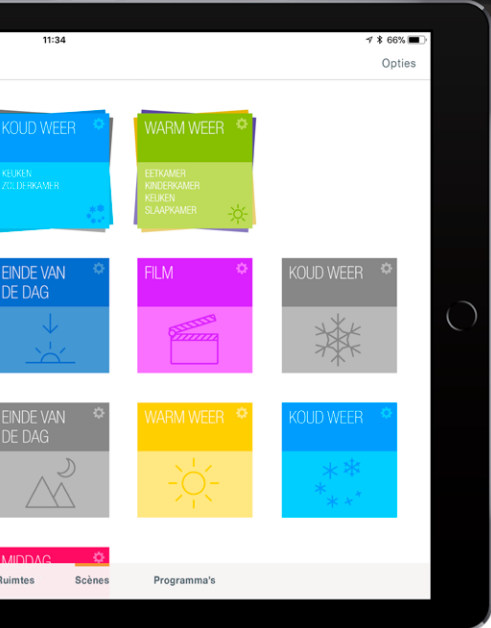 11:34
66%
Opties
KOUD WEER
KEUKEN
ZOLDERKAMER
WARM WEER
EETKAMER
KINDERKAMER
KEUKEN
SLAAPKAMER
EINDE VAN
DE DAG
FILM
KOUD WEER
EINDE VAN
DE DAG
WARM WEER
KOUD WEER
MIDDAG
Ruimtes
Scènes
Programma's